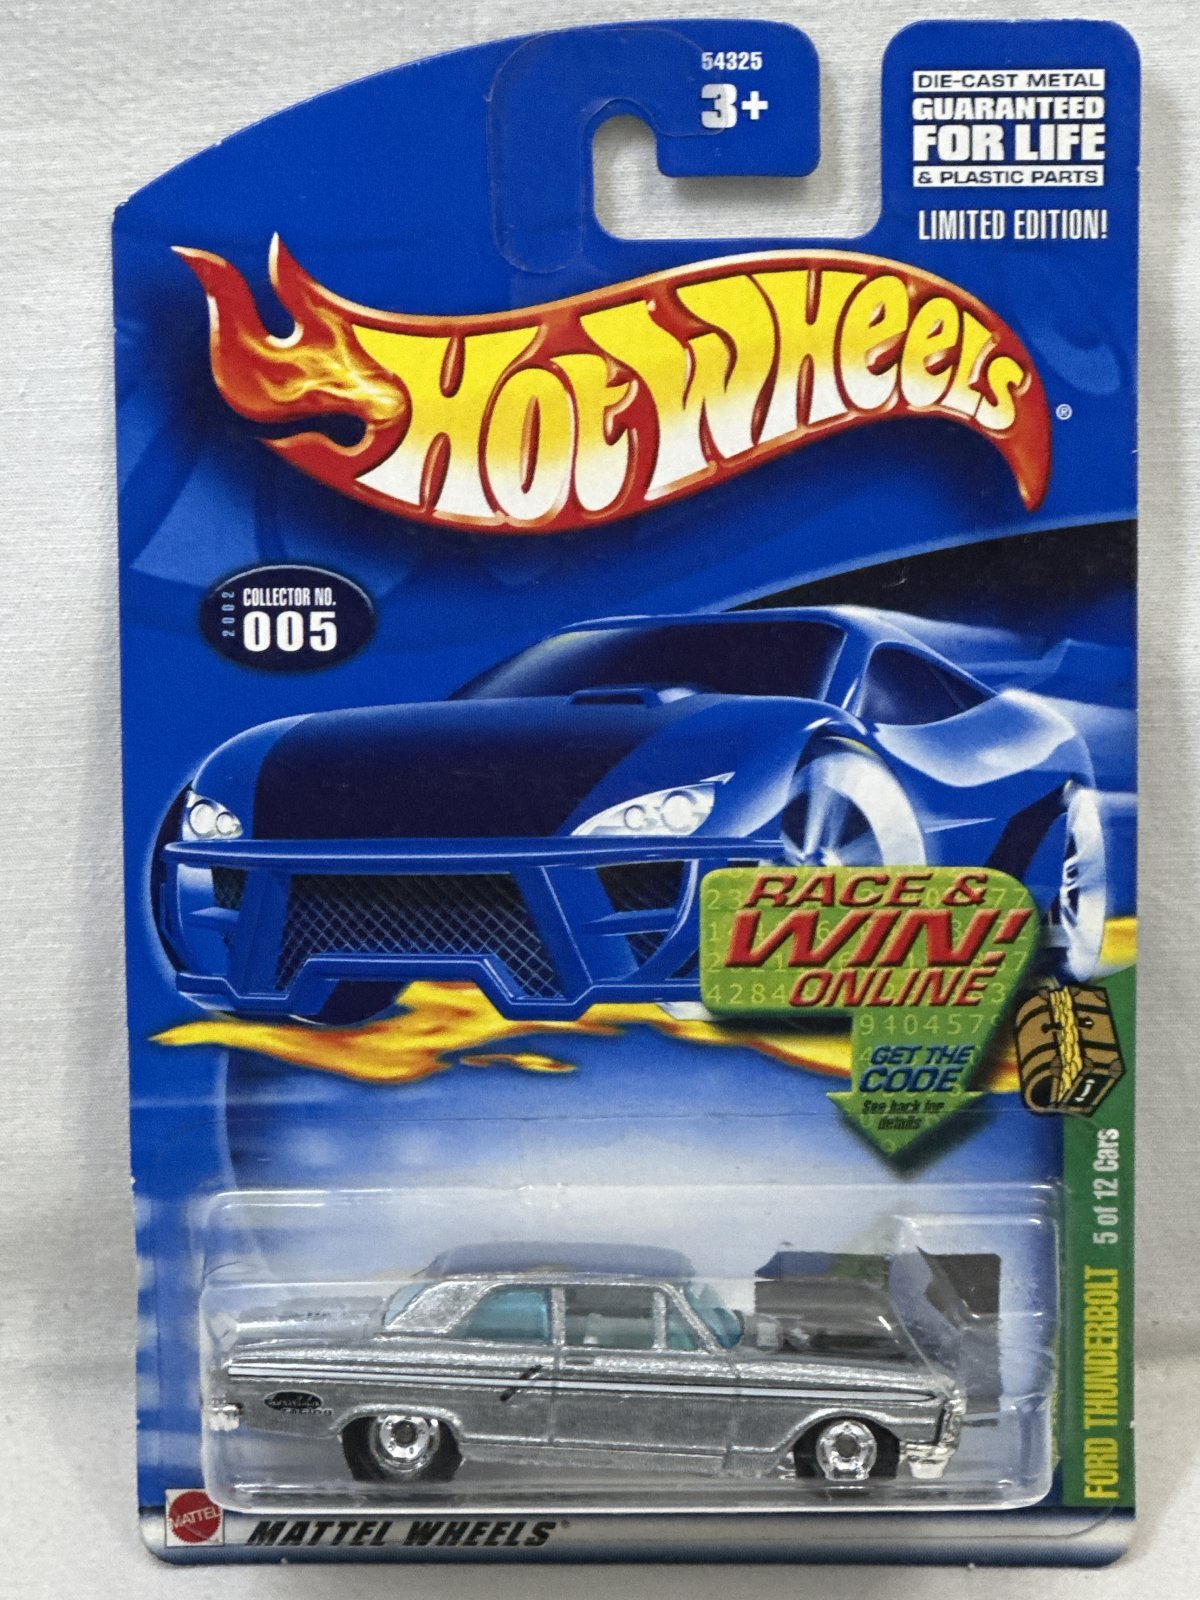 54325
3+
DIE-CAST METAL
GUARANTEED
FOR LIFE
& PLASTIC PARTS
LIMITED EDITION!
HOT WHEELS®
2002
COLLECTOR NO.
005
RACE &
WIN!
ONLINE
GET THE
CODE
See back for
details
FORD THUNDERBOLT 5 of 12 Cars
MATTEL
MATTEL WHEELS